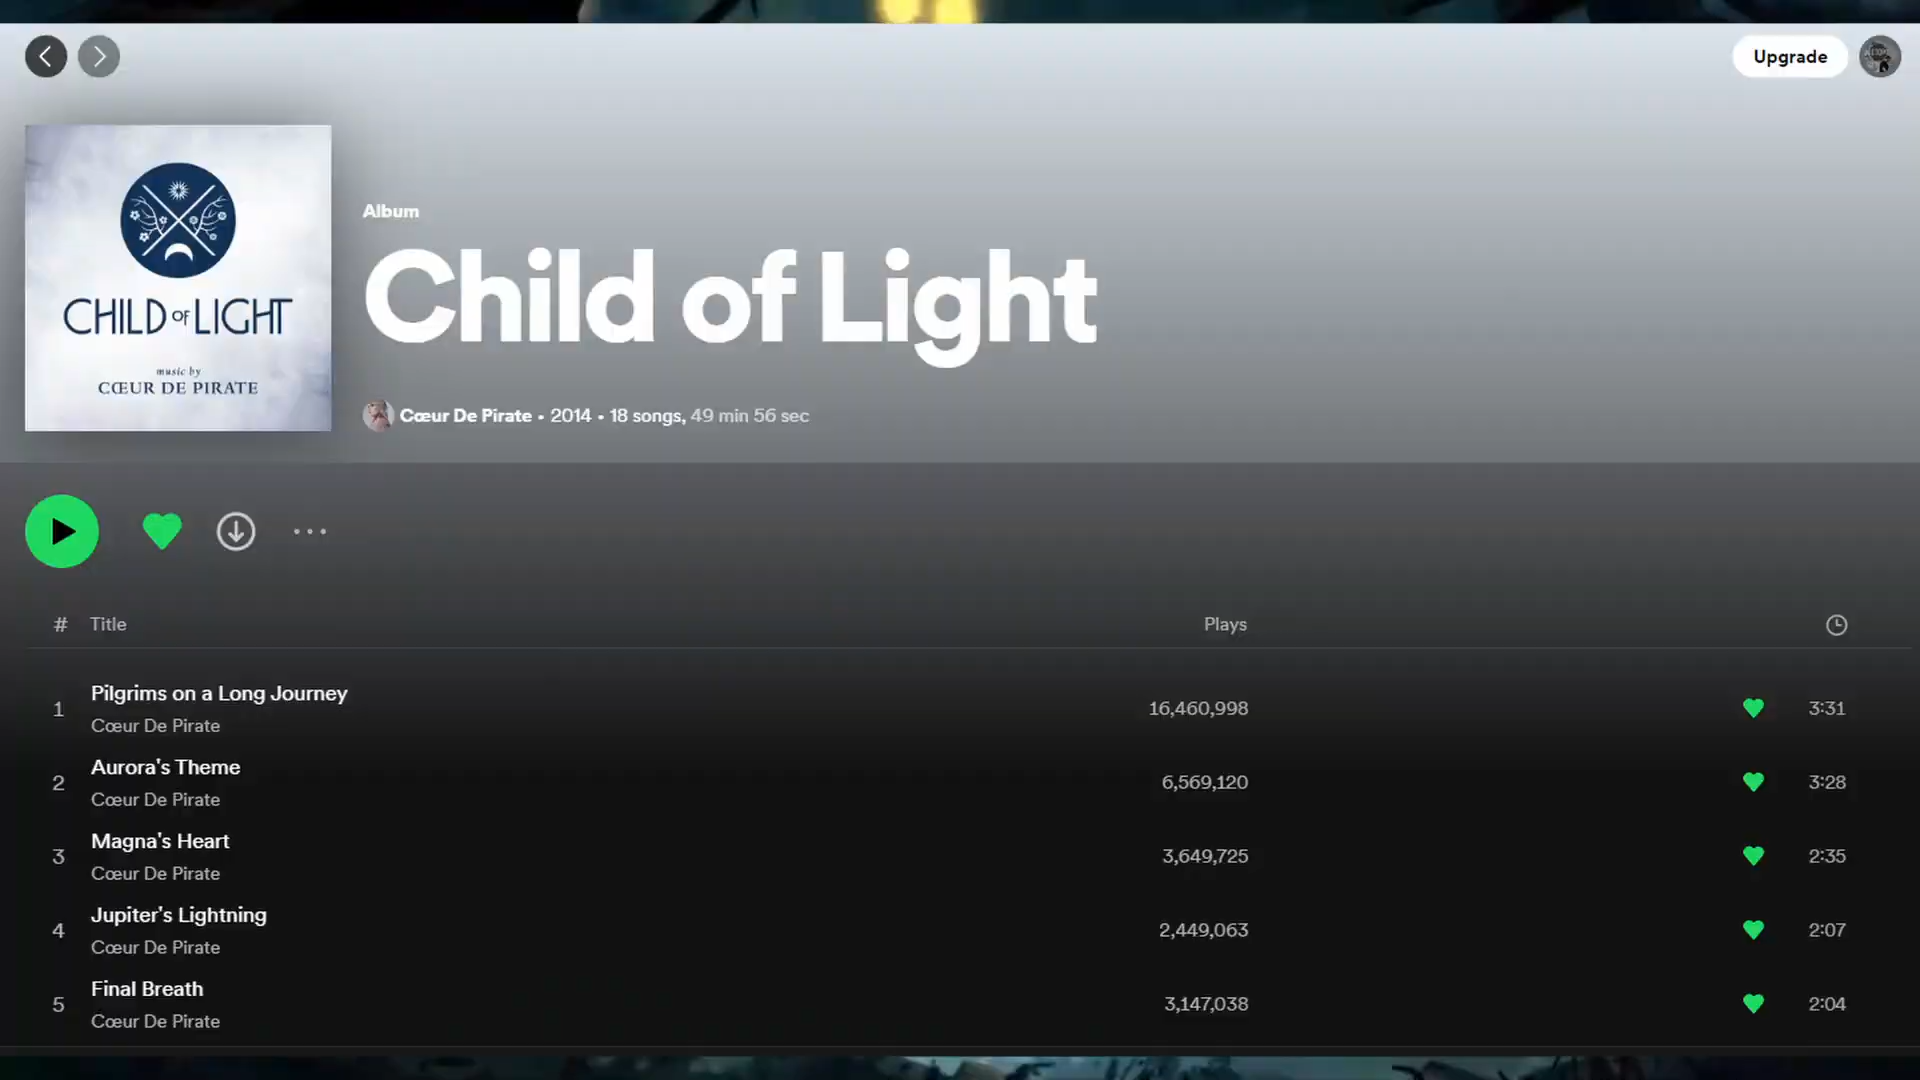 Upgrade
CHILD OF LIGHT
music by
CŒUR DE PIRATE
Album
Child of Light
Cœur De Pirate • 2014 • 18 songs, 49 min 56 sec
# Title Plays
1 Pilgrims on a Long Journey 16,460,998 3:31
Cœur De Pirate
2 Aurora's Theme 6,569,120 3:28
Cœur De Pirate
3 Magna's Heart 3,649,725 2:35
Cœur De Pirate
4 Jupiter's Lightning 2,449,063 2:07
Cœur De Pirate
5 Final Breath 3,147,038 2:04
Cœur De Pirate